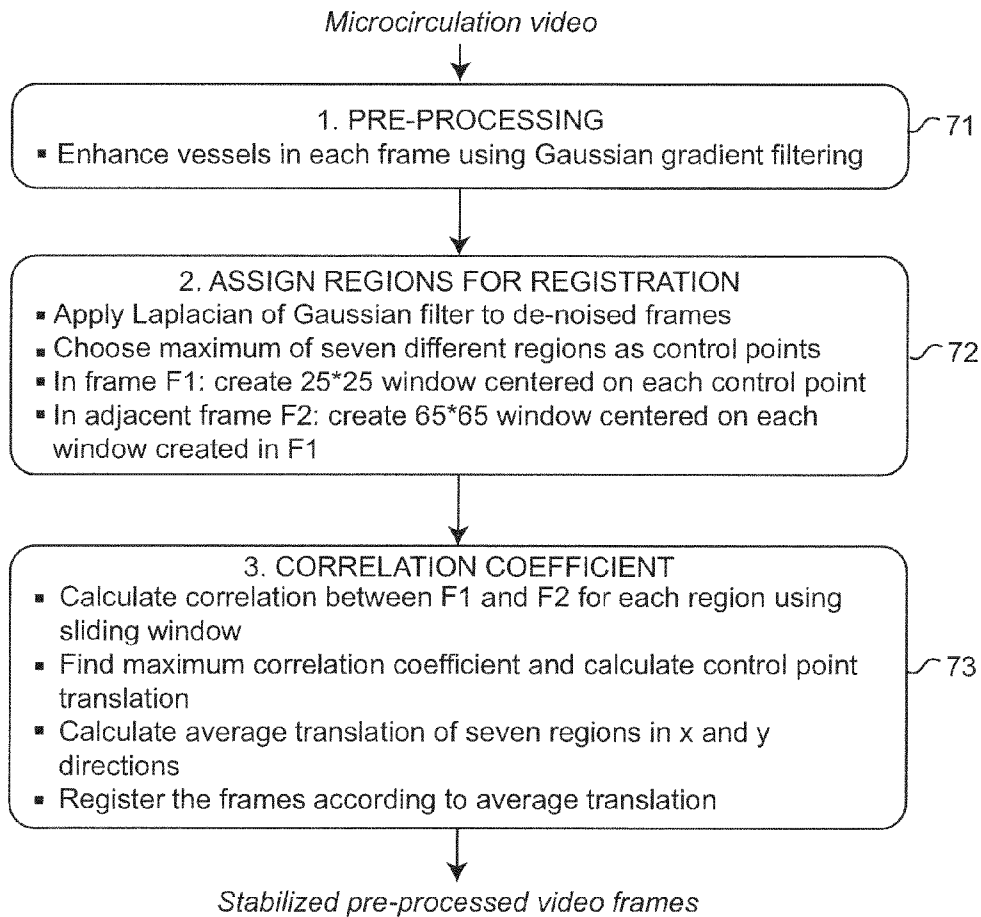 Microcirculation video
1. PRE-PROCESSING
▪ Enhance vessels in each frame using Gaussian gradient filtering
71
2. ASSIGN REGIONS FOR REGISTRATION
▪ Apply Laplacian of Gaussian filter to de-noised frames
▪ Choose maximum of seven different regions as control points
▪ In frame F1: create 25*25 window centered on each control point
▪ In adjacent frame F2: create 65*65 window centered on each
window created in F1
72
3. CORRELATION COEFFICIENT
▪ Calculate correlation between F1 and F2 for each region using
sliding window
▪ Find maximum correlation coefficient and calculate control point
translation
▪ Calculate average translation of seven regions in x and y
directions
▪ Register the frames according to average translation
73
Stabilized pre-processed video frames